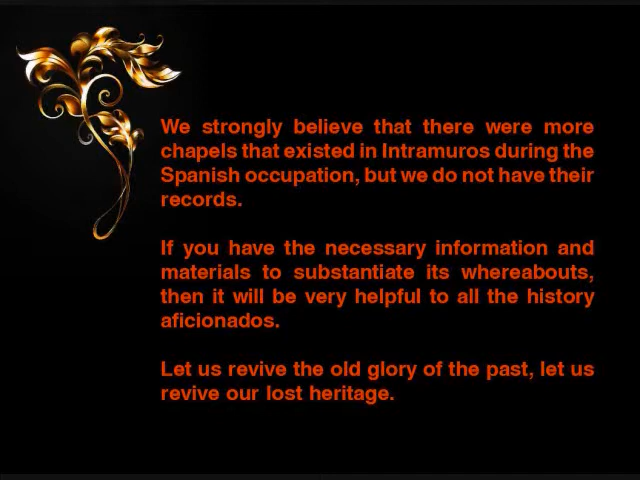 We strongly believe that there were more
chapels that existed in Intramuros during the
Spanish occupation, but we do not have their
records.
If you have the necessary information and
materials to substantiate its whereabouts,
then it will be very helpful to all the history
aficionados.
Let us revive the old glory of the past, let us
revive our lost heritage.